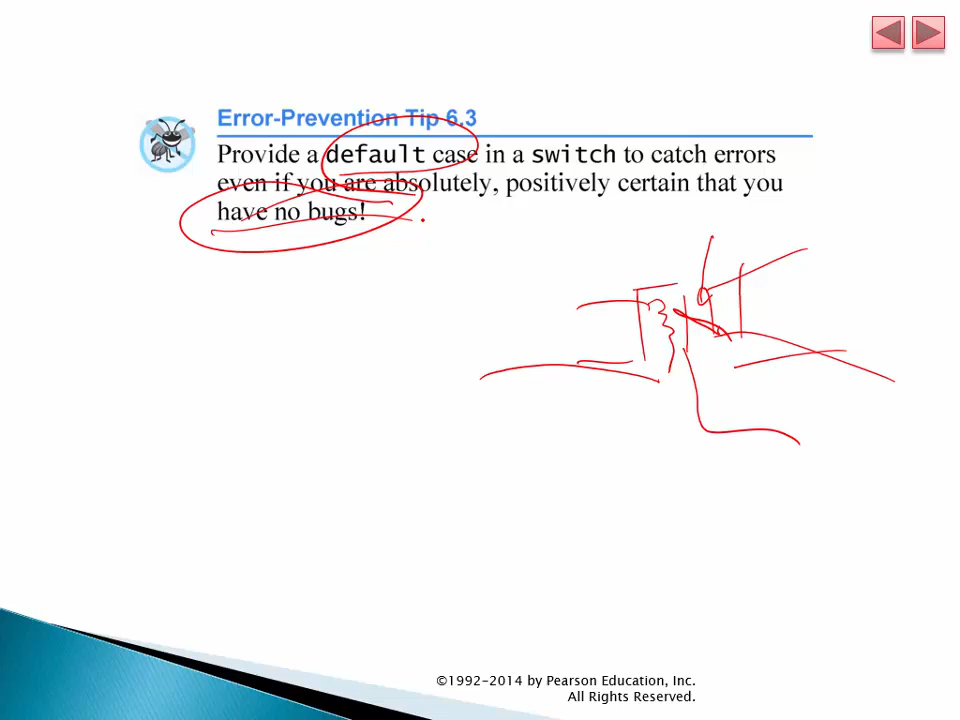 Error-Prevention Tip 6.3
Provide a default case in a switch to catch errors
even if you are absolutely, positively certain that you
have no bugs!
©1992-2014 by Pearson Education, Inc.
All Rights Reserved.